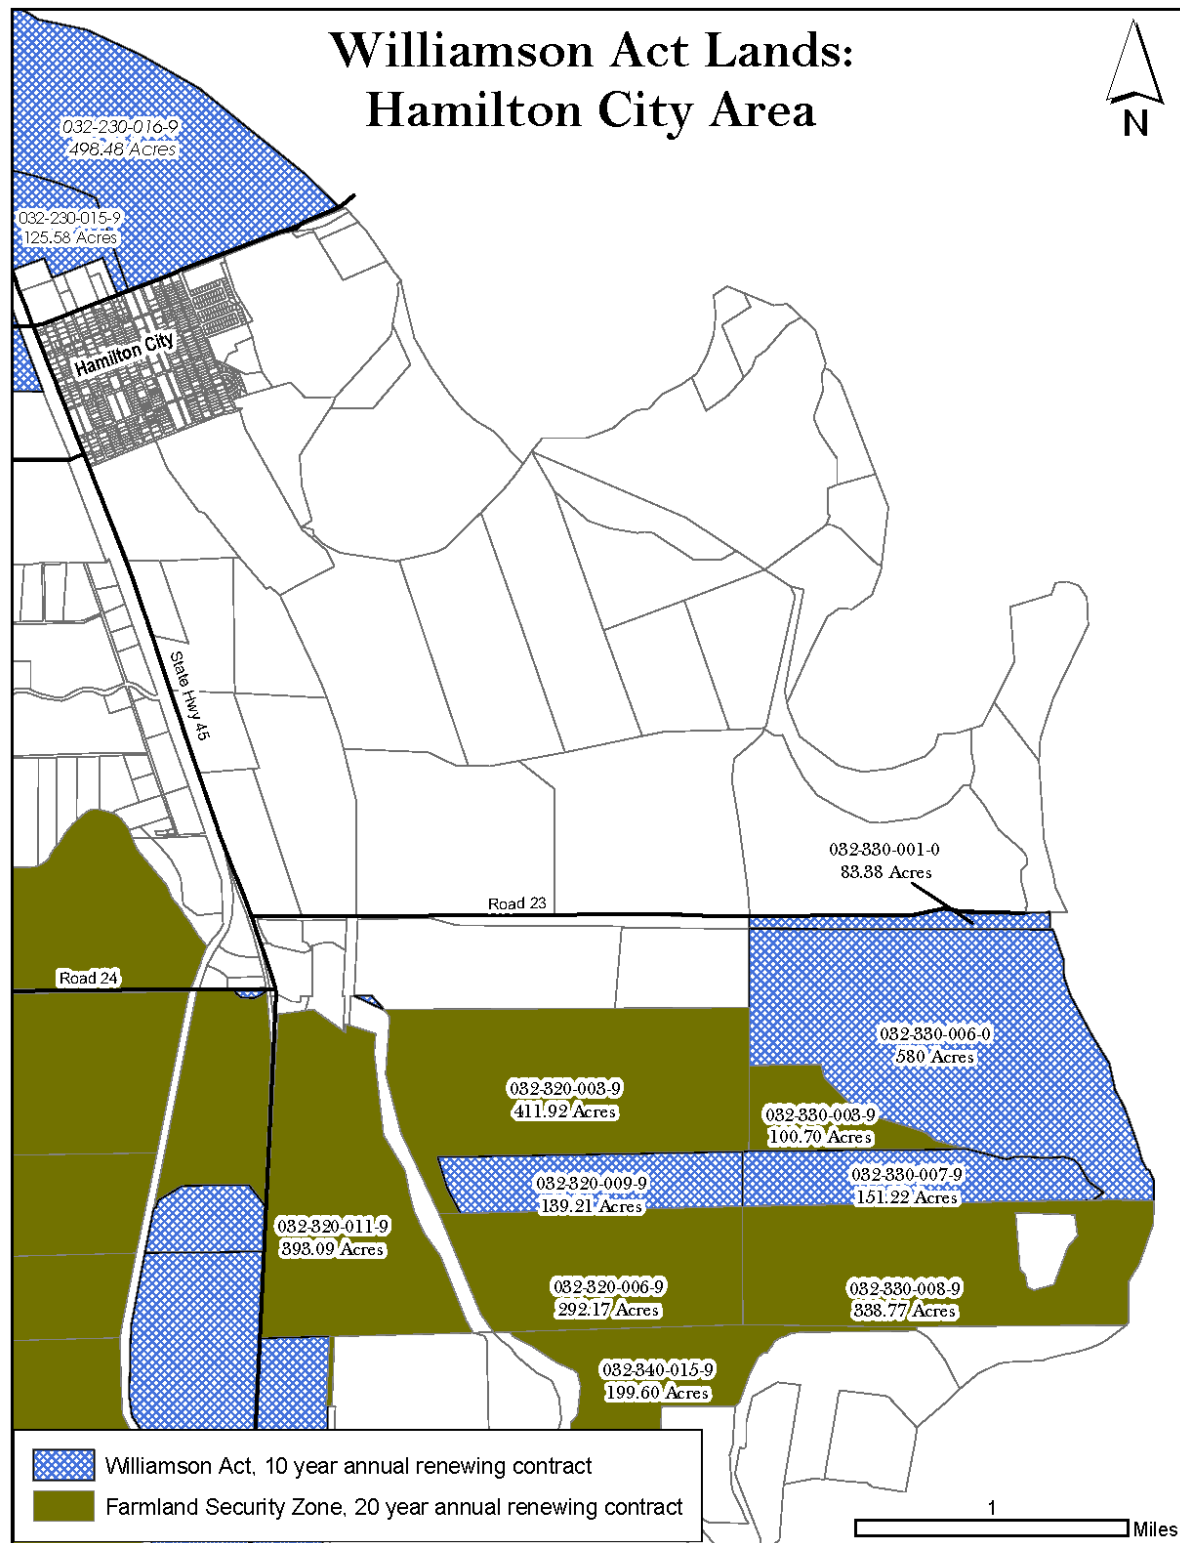 Williamson Act Lands:
Hamilton City Area
N
032-230-016-9
498.48 Acres
032-230-015-9
125.58 Acres
Hamilton City
State Hwy 45
032-330-001-0
83.38 Acres
Road 23
Road 24
032-330-006-0
580 Acres
032-320-003-9
411.92 Acres
032-330-003-9
100.70 Acres
032-320-009-9
139.21 Acres
032-330-007-9
151.22 Acres
032-320-011-9
393.09 Acres
032-320-006-9
292.17 Acres
032-330-008-9
338.77 Acres
032-340-015-9
199.60 Acres
Williamson Act, 10 year annual renewing contract
Farmland Security Zone, 20 year annual renewing contract
1
Miles